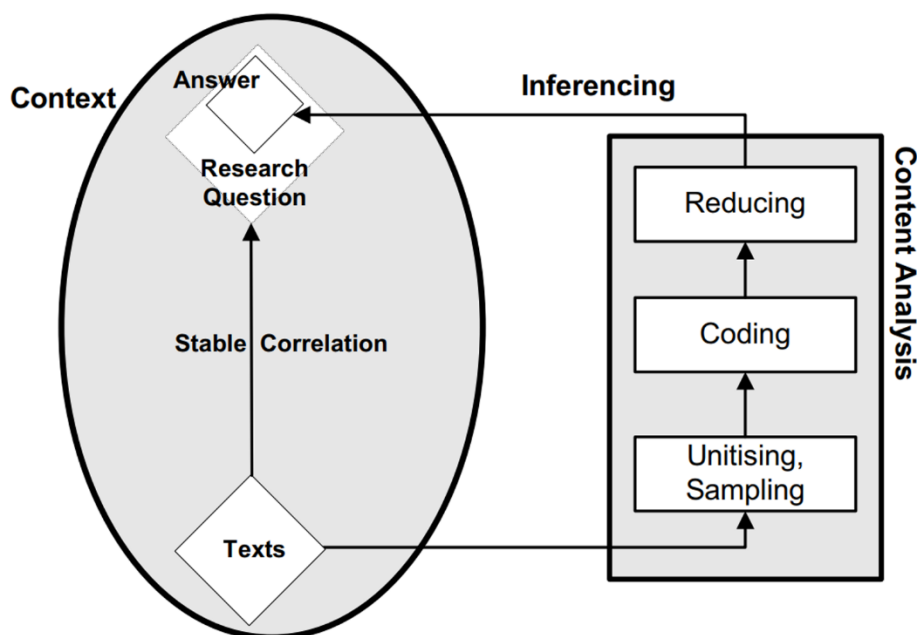 Answer
Context
Research
Question
Stable Correlation
Texts
Inferencing
Content Analysis
Reducing
Coding
Unitising,
Sampling